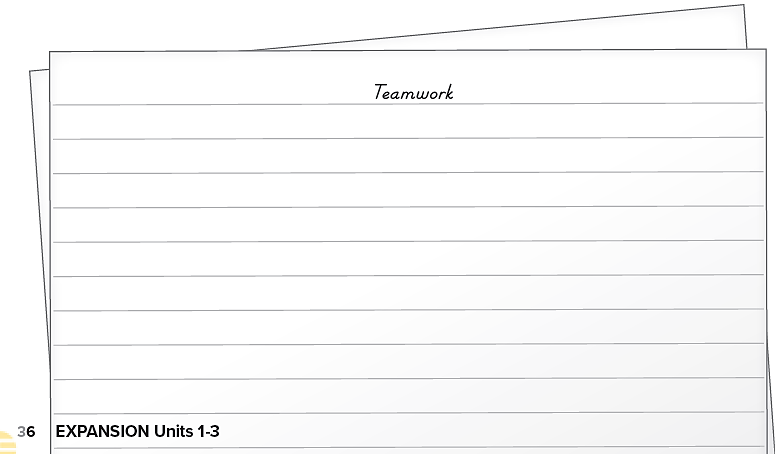 Teamwork
36 EXPANSION Units 1-3